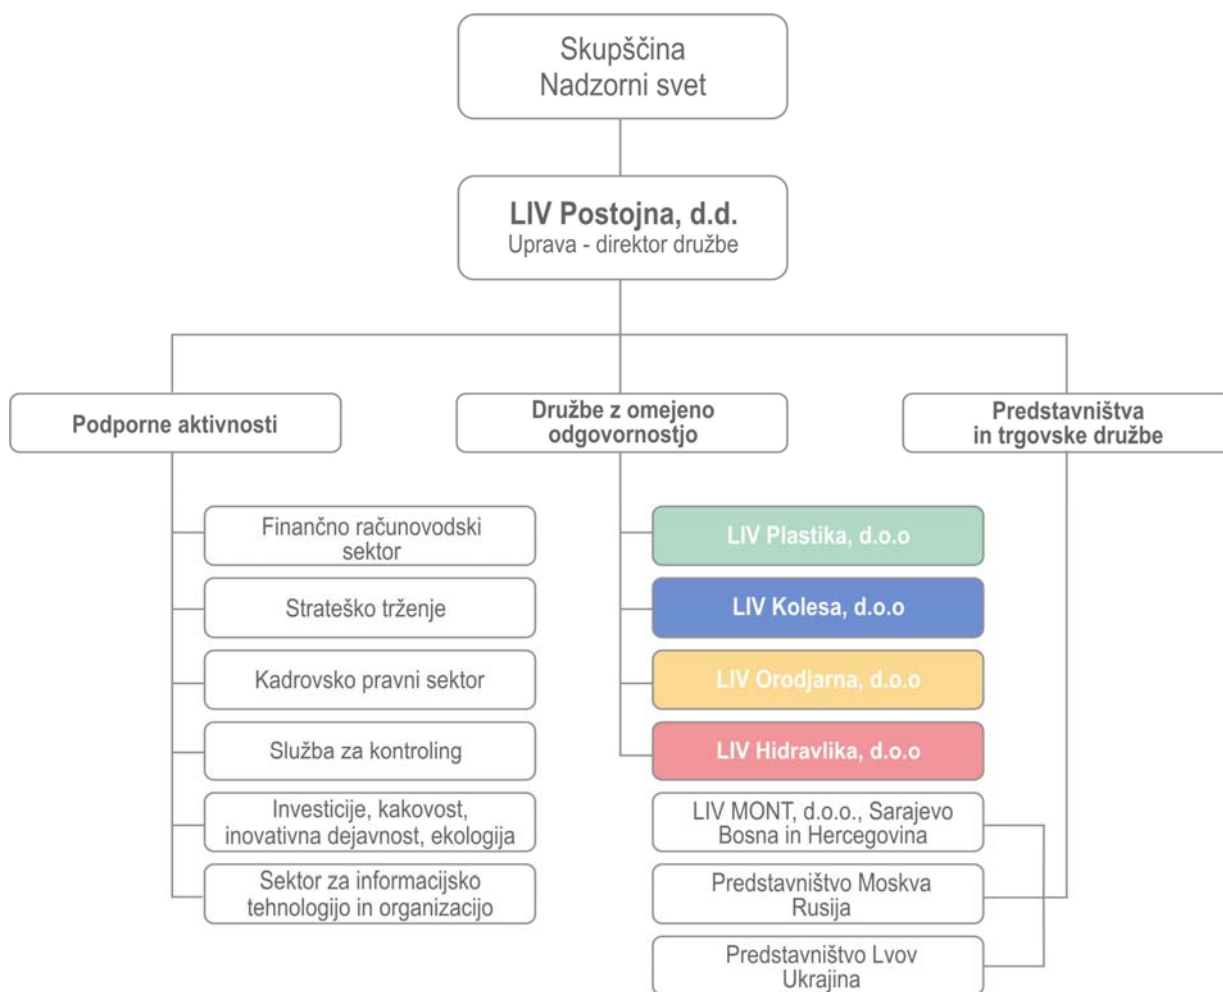 Skupščina
Nadzorni svet
LIV Postojna, d.d.
Uprava - direktor družbe
Podporne aktivnosti
Družbe z omejeno
odgovornostjo
Predstavništva
in trgovske družbe
Finančno računovodski
sektor
Strateško trženje
Kadrovsko pravni sektor
Služba za kontroling
Investicije, kakovost,
inovativna dejavnost, ekologija
Sektor za informacijsko
tehnologijo in organizacijo
LIV Plastika, d.o.o
LIV Kolesa, d.o.o
LIV Orodjarna, d.o.o
LIV Hidravlika, d.o.o
LIV MONT, d.o.o., Sarajevo
Bosna in Hercegovina
Predstavništvo Moskva
Rusija
Predstavništvo Lvov
Ukrajina